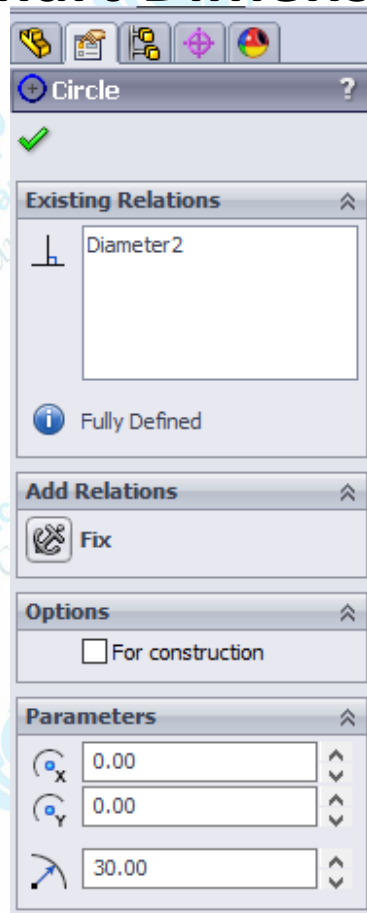 Circle ?
Existing Relations
Diameter2
Fully Defined
Add Relations
Fix
Options
For construction
Parameters
X 0.00
Y 0.00
30.00